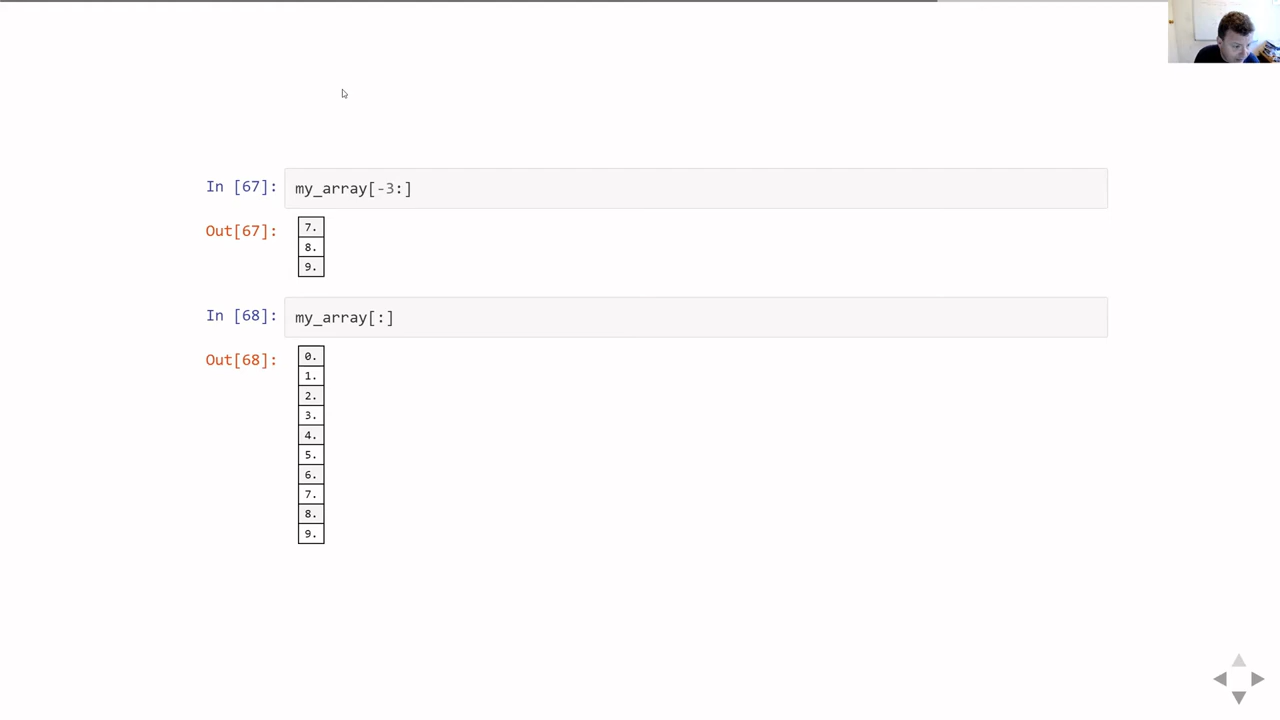 In [67]: my_array[-3:]
Out[67]: 7.
8.
9.
In [68]: my_array[:]
Out[68]: 0.
1.
2.
3.
4.
5.
6.
7.
8.
9.